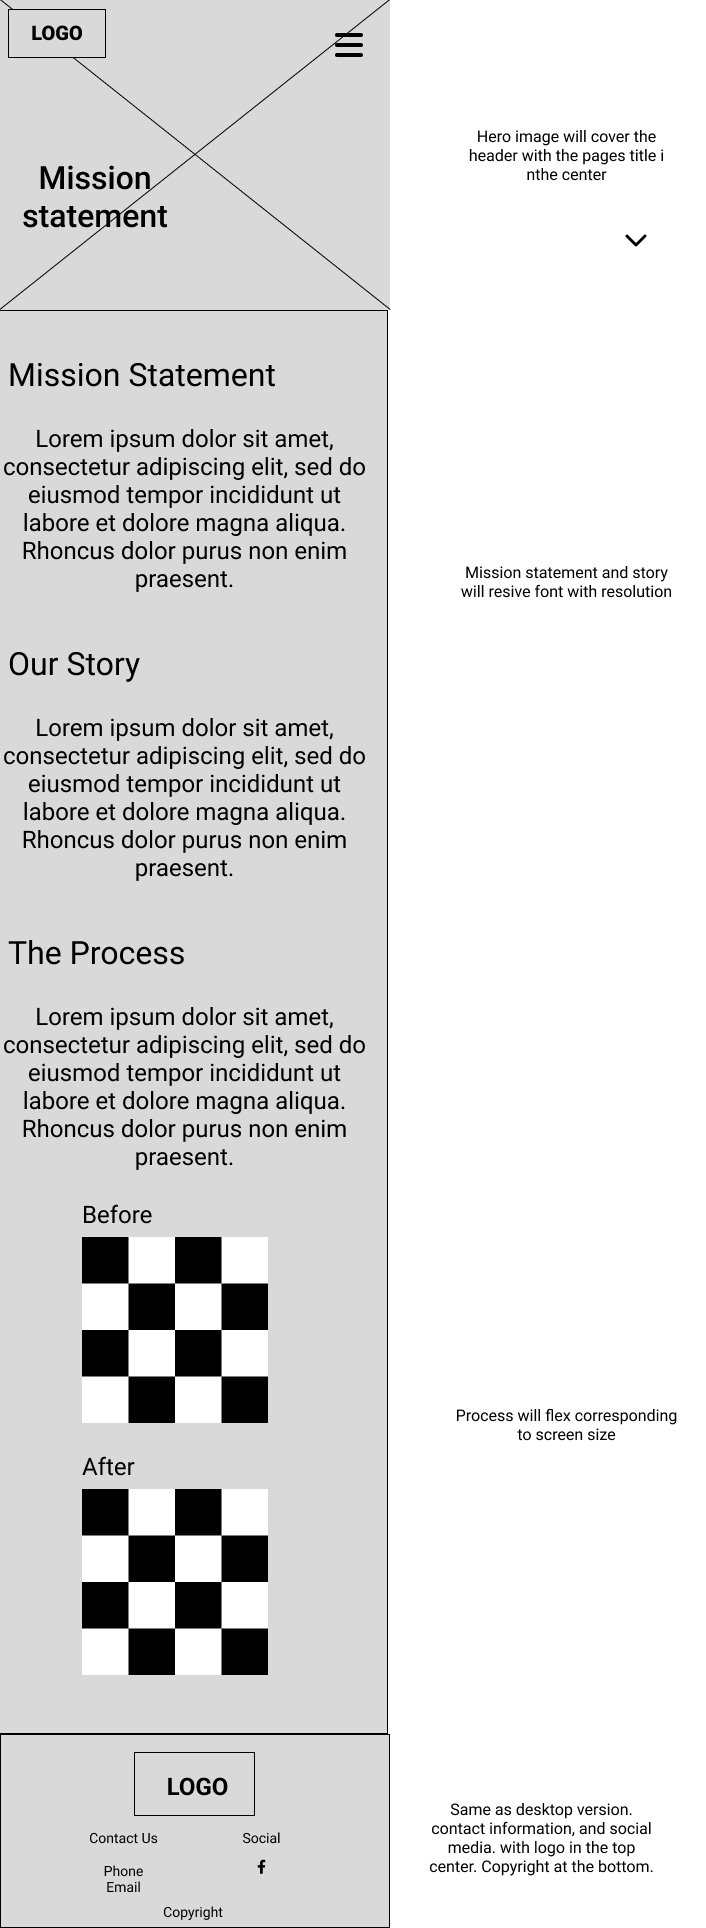 LOGO
Hero image will cover the
header with the pages title i
nthe center
Mission
statement
Mission Statement
Lorem ipsum dolor sit amet,
consectetur adipiscing elit, sed do
eiusmod tempor incididunt ut
labore et dolore magna aliqua.
Rhoncus dolor purus non enim
praesent.
Mission statement and story
will resive font with resolution
Our Story
Lorem ipsum dolor sit amet,
consectetur adipiscing elit, sed do
eiusmod tempor incididunt ut
labore et dolore magna aliqua.
Rhoncus dolor purus non enim
praesent.
The Process
Lorem ipsum dolor sit amet,
consectetur adipiscing elit, sed do
eiusmod tempor incididunt ut
labore et dolore magna aliqua.
Rhoncus dolor purus non enim
praesent.
Before
Process will flex corresponding
to screen size
After
LOGO
Contact Us
Social
Phone
Email
Copyright
Same as desktop version.
contact information, and social
media. with logo in the top
center. Copyright at the bottom.